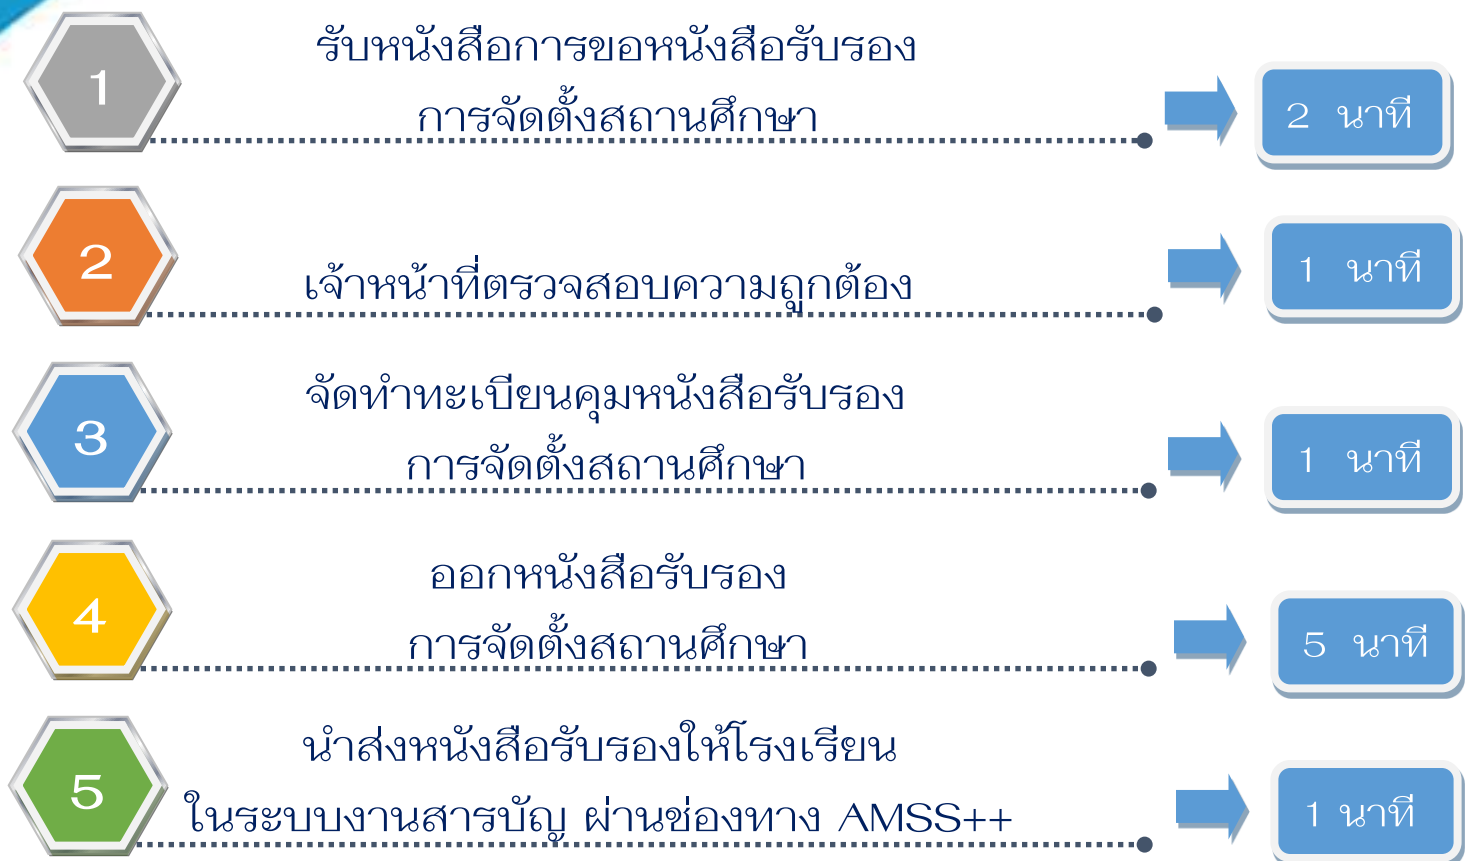 1
รับหนังสือการขอหนังสือรับรอง
การจัดตั้งสถานศึกษา
2 นาที
2
เจ้าหน้าที่ตรวจสอบความถูกต้อง
1 นาที
3
จัดทำทะเบียนคุมหนังสือรับรอง
การจัดตั้งสถานศึกษา
1 นาที
4
ออกหนังสือรับรอง
การจัดตั้งสถานศึกษา
5 นาที
5
นำส่งหนังสือรับรองให้โรงเรียน
ในระบบงานสารบัญ ผ่านช่องทาง AMSS++
1 นาที